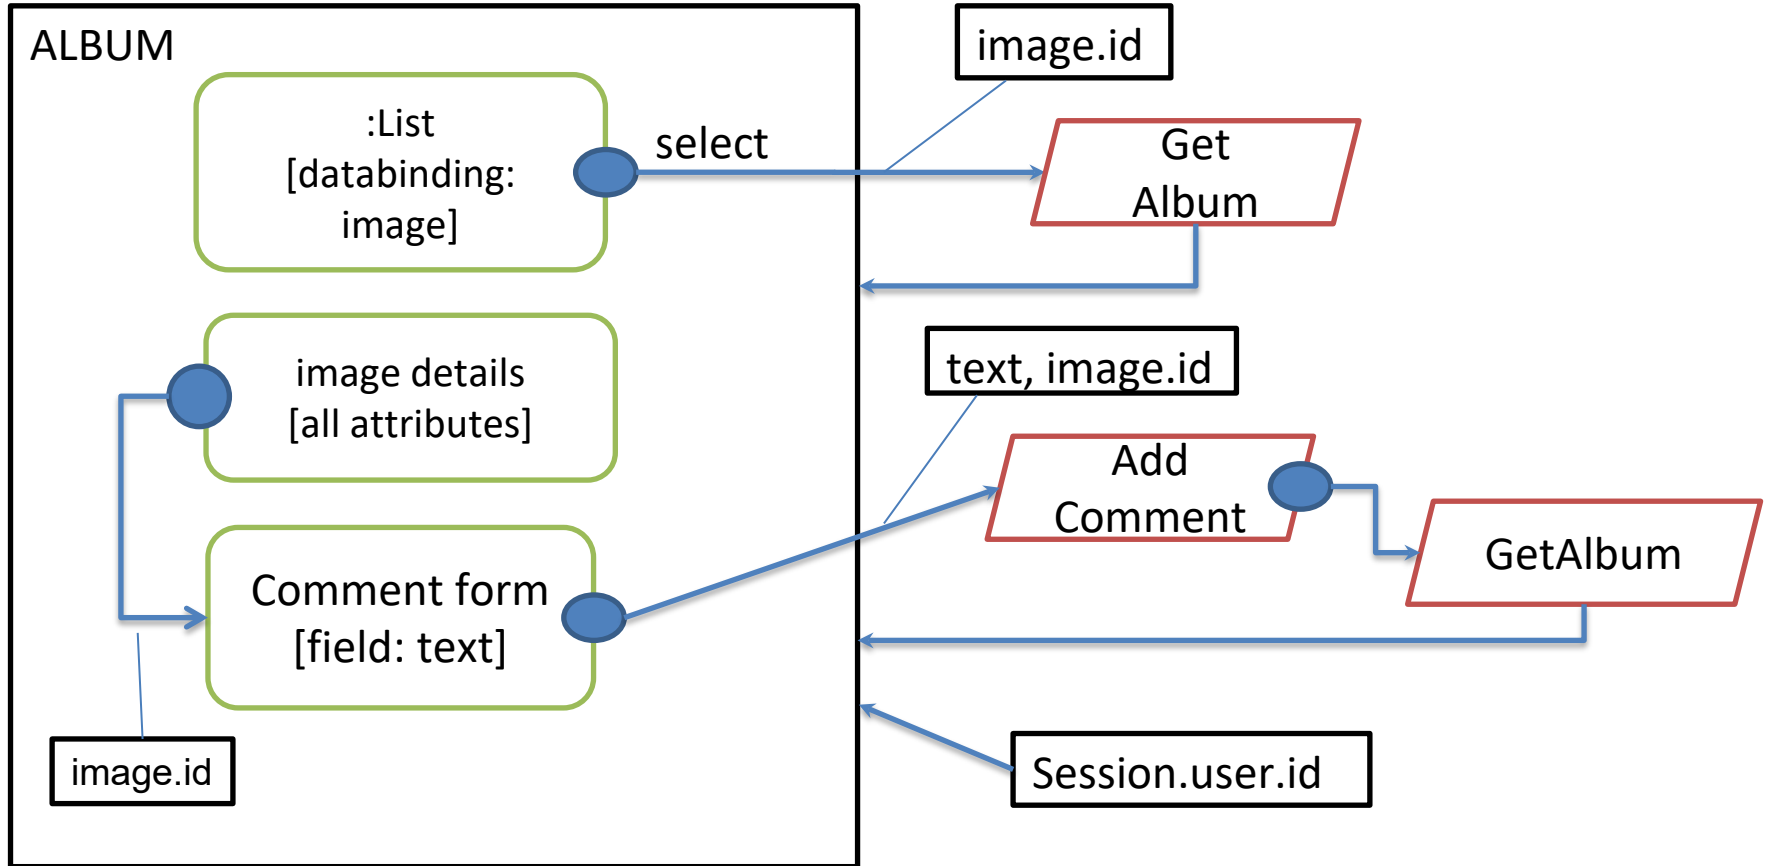 ALBUM
:List
[databinding:
image]
select
image.id
Get
Album
image details
[all attributes]
text, image.id
Add
Comment
GetAlbum
Comment form
[field: text]
image.id
Session.user.id